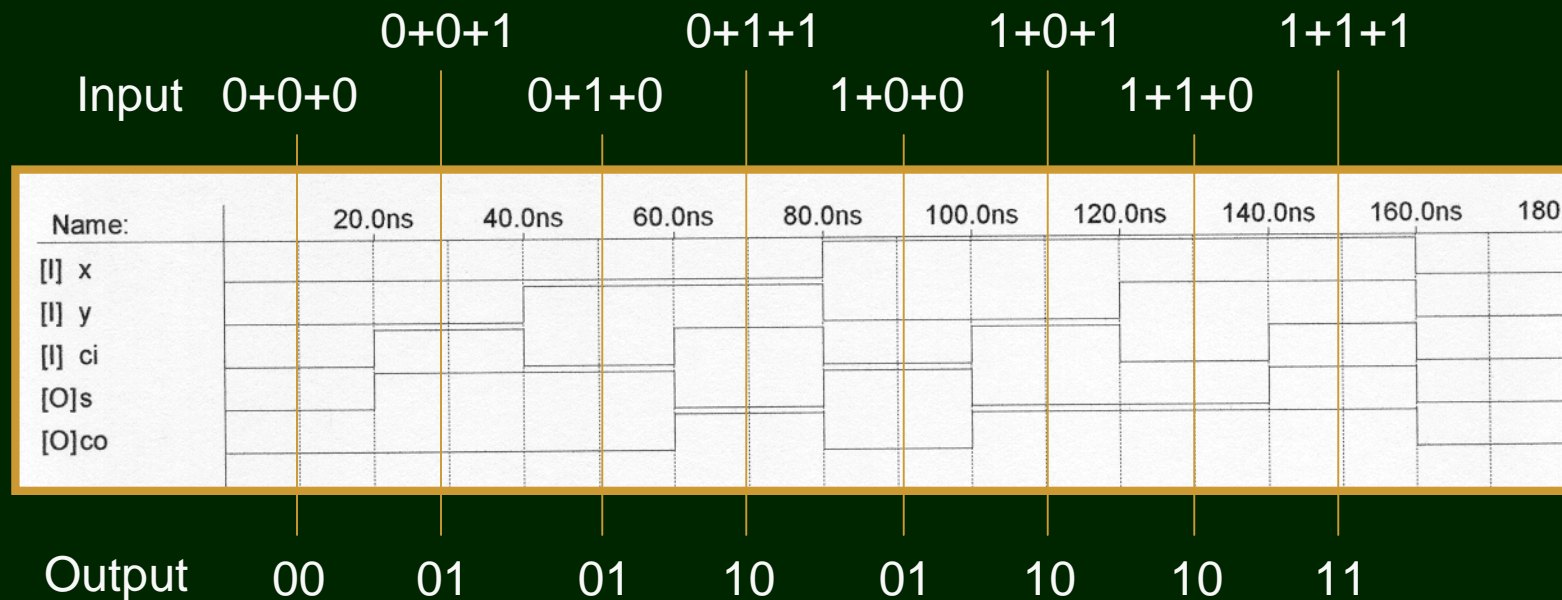 0+0+1 0+1+1 1+0+1 1+1+1
Input 0+0+0 0+1+0 1+0+0 1+1+0
Name: 20.0ns 40.0ns 60.0ns 80.0ns 100.0ns 120.0ns 140.0ns 160.0ns 180
[I] x
[I] y
[I] ci
[O]s
[O]co
Output 00 01 01 10 01 10 10 11